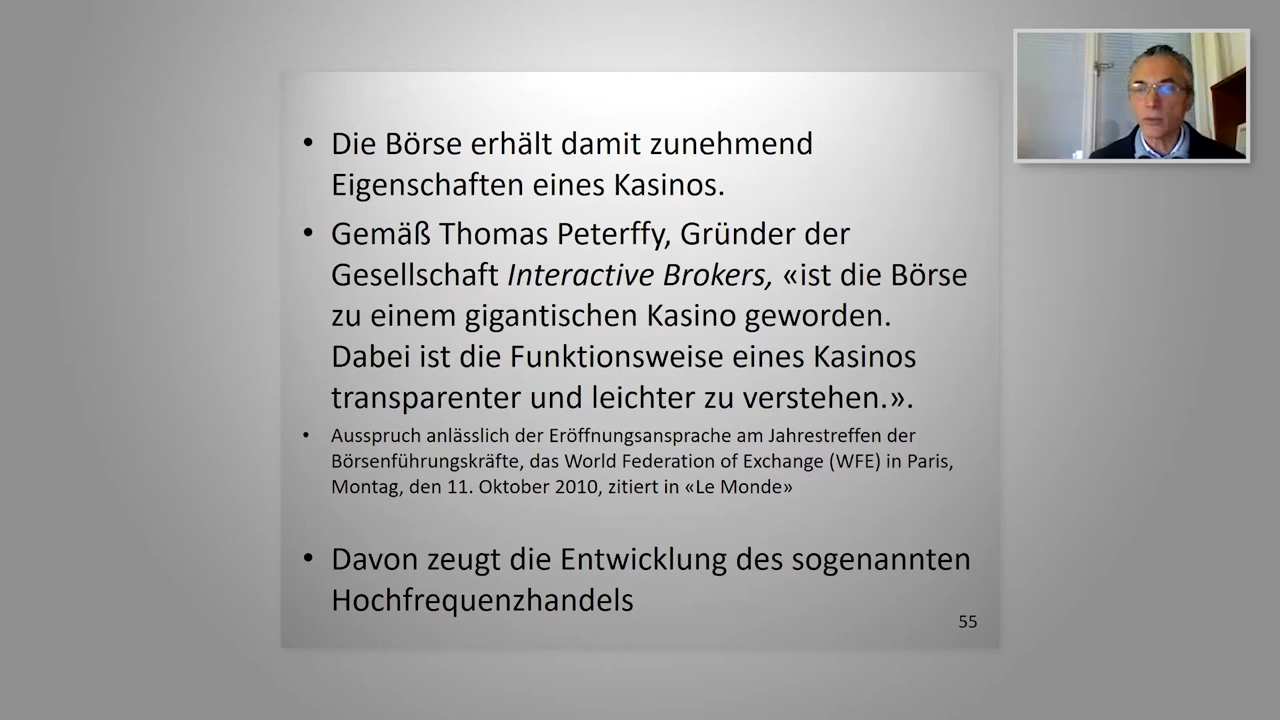 • Die Börse erhält damit zunehmend
Eigenschaften eines Kasinos.
• Gemäß Thomas Peterffy, Gründer der
Gesellschaft Interactive Brokers, «ist die Börse
zu einem gigantischen Kasino geworden.
Dabei ist die Funktionsweise eines Kasinos
transparenter und leichter zu verstehen.».
• Ausspruch anlässlich der Eröffnungsansprache am Jahrestreffen der
Börsenführungskräfte, das World Federation of Exchange (WFE) in Paris,
Montag, den 11. Oktober 2010, zitiert in «Le Monde»
• Davon zeugt die Entwicklung des sogenannten
Hochfrequenzhandels
55